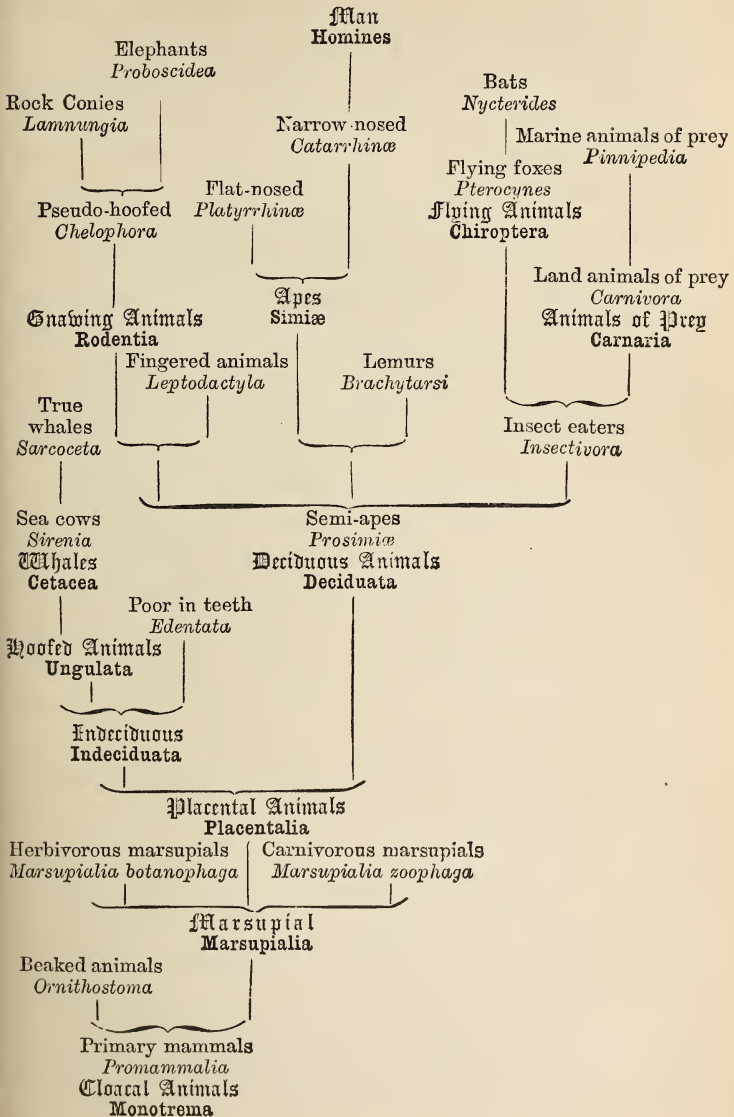 Man
Homines
Elephants
Proboscidea
Bats
Nycterides
Rock Conies
Lamnungia
Narrow-nosed
Catarrhinæ
Marine animals of prey
Pinnipedia
Flying foxes
Pterocynes
Flying Animals
Chiroptera
Flat-nosed
Platyrrhinæ
Pseudo-hoofed
Chelophora
Land animals of prey
Carnivora
Animals of Prey
Carnaria
Apes
Simiæ
Gnawing Animals
Rodentia
Fingered animals
Leptodactyla
Lemurs
Brachytarsi
True
whales
Sarcoceta
Insect eaters
Insectivora
Sea cows
Sirenia
Whales
Cetacea
Semi-apes
Prosimiæ
Deciduous Animals
Deciduata
Poor in teeth
Edentata
Hoofed Animals
Ungulata
Indeciduous
Indeciduata
Placental Animals
Placentalia
Herbivorous marsupials
Marsupialia botanophaga
Carnivorous marsupials
Marsupialia zoophaga
Marsupial
Marsupialia
Beaked animals
Ornithostoma
Primary mammals
Promammalia
Cloacal Animals
Monotrema